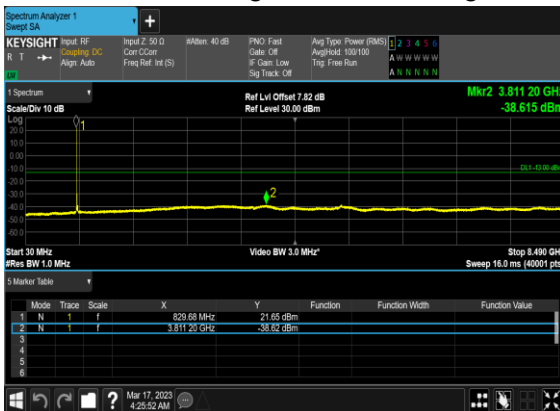 Spectrum Analyzer 1
Swept SA
+
KEYSIGHT Input: RF Input Z: 50 Ω #Atten: 40 dB PNO: Fast Avg Type: Power (RMS) 1 2 3 4 5 6
R T Coupling: DC Corr CCorr Gate: Off Avg|Hold: 100/100 A W W W W W
Align: Auto Freq Ref: Int (S) IF Gain: Low Trig: Free Run
LV Sig Track: Off A N N N N N
1 Spectrum Ref Lvl Offset 7.82 dB Mkr2 3.811 20 GHz
Scale/Div 10 dB Ref Level 30.00 dBm -38.615 dBm
Log
20.0
10.0
0.00
-10.0
-20.0
-30.0
-40.0
-50.0
-60.0
1
2
DL1 -13.00 dBm
Start 30 MHz Video BW 3.0 MHz* Stop 8.490 GHz
#Res BW 1.0 MHz Sweep 16.0 ms (40001 pts)
5 Marker Table
Mode Trace Scale X Y Function Function Width Function Value
1 N 1 f 829.68 MHz 21.65 dBm
2 N 1 f 3.811 20 GHz -38.62 dBm
3
4
5
6
? Mar 17, 2023
4:25:52 AM